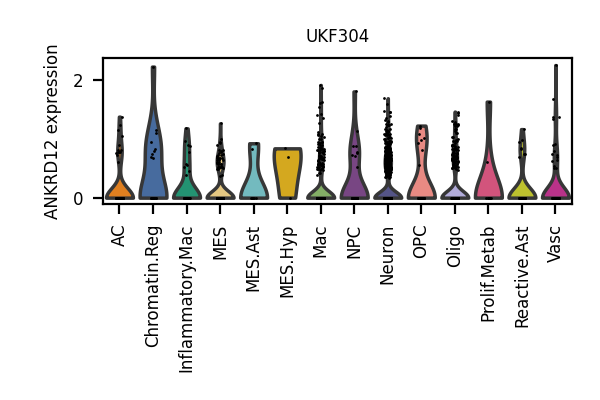 UKF304
ANKRD12 expression
2
0
AC
Chromatin.Reg
Inflammatory.Mac
MES
MES.Ast
MES.Hyp
Mac
NPC
Neuron
OPC
Oligo
Prolif.Metab
Reactive.Ast
Vasc